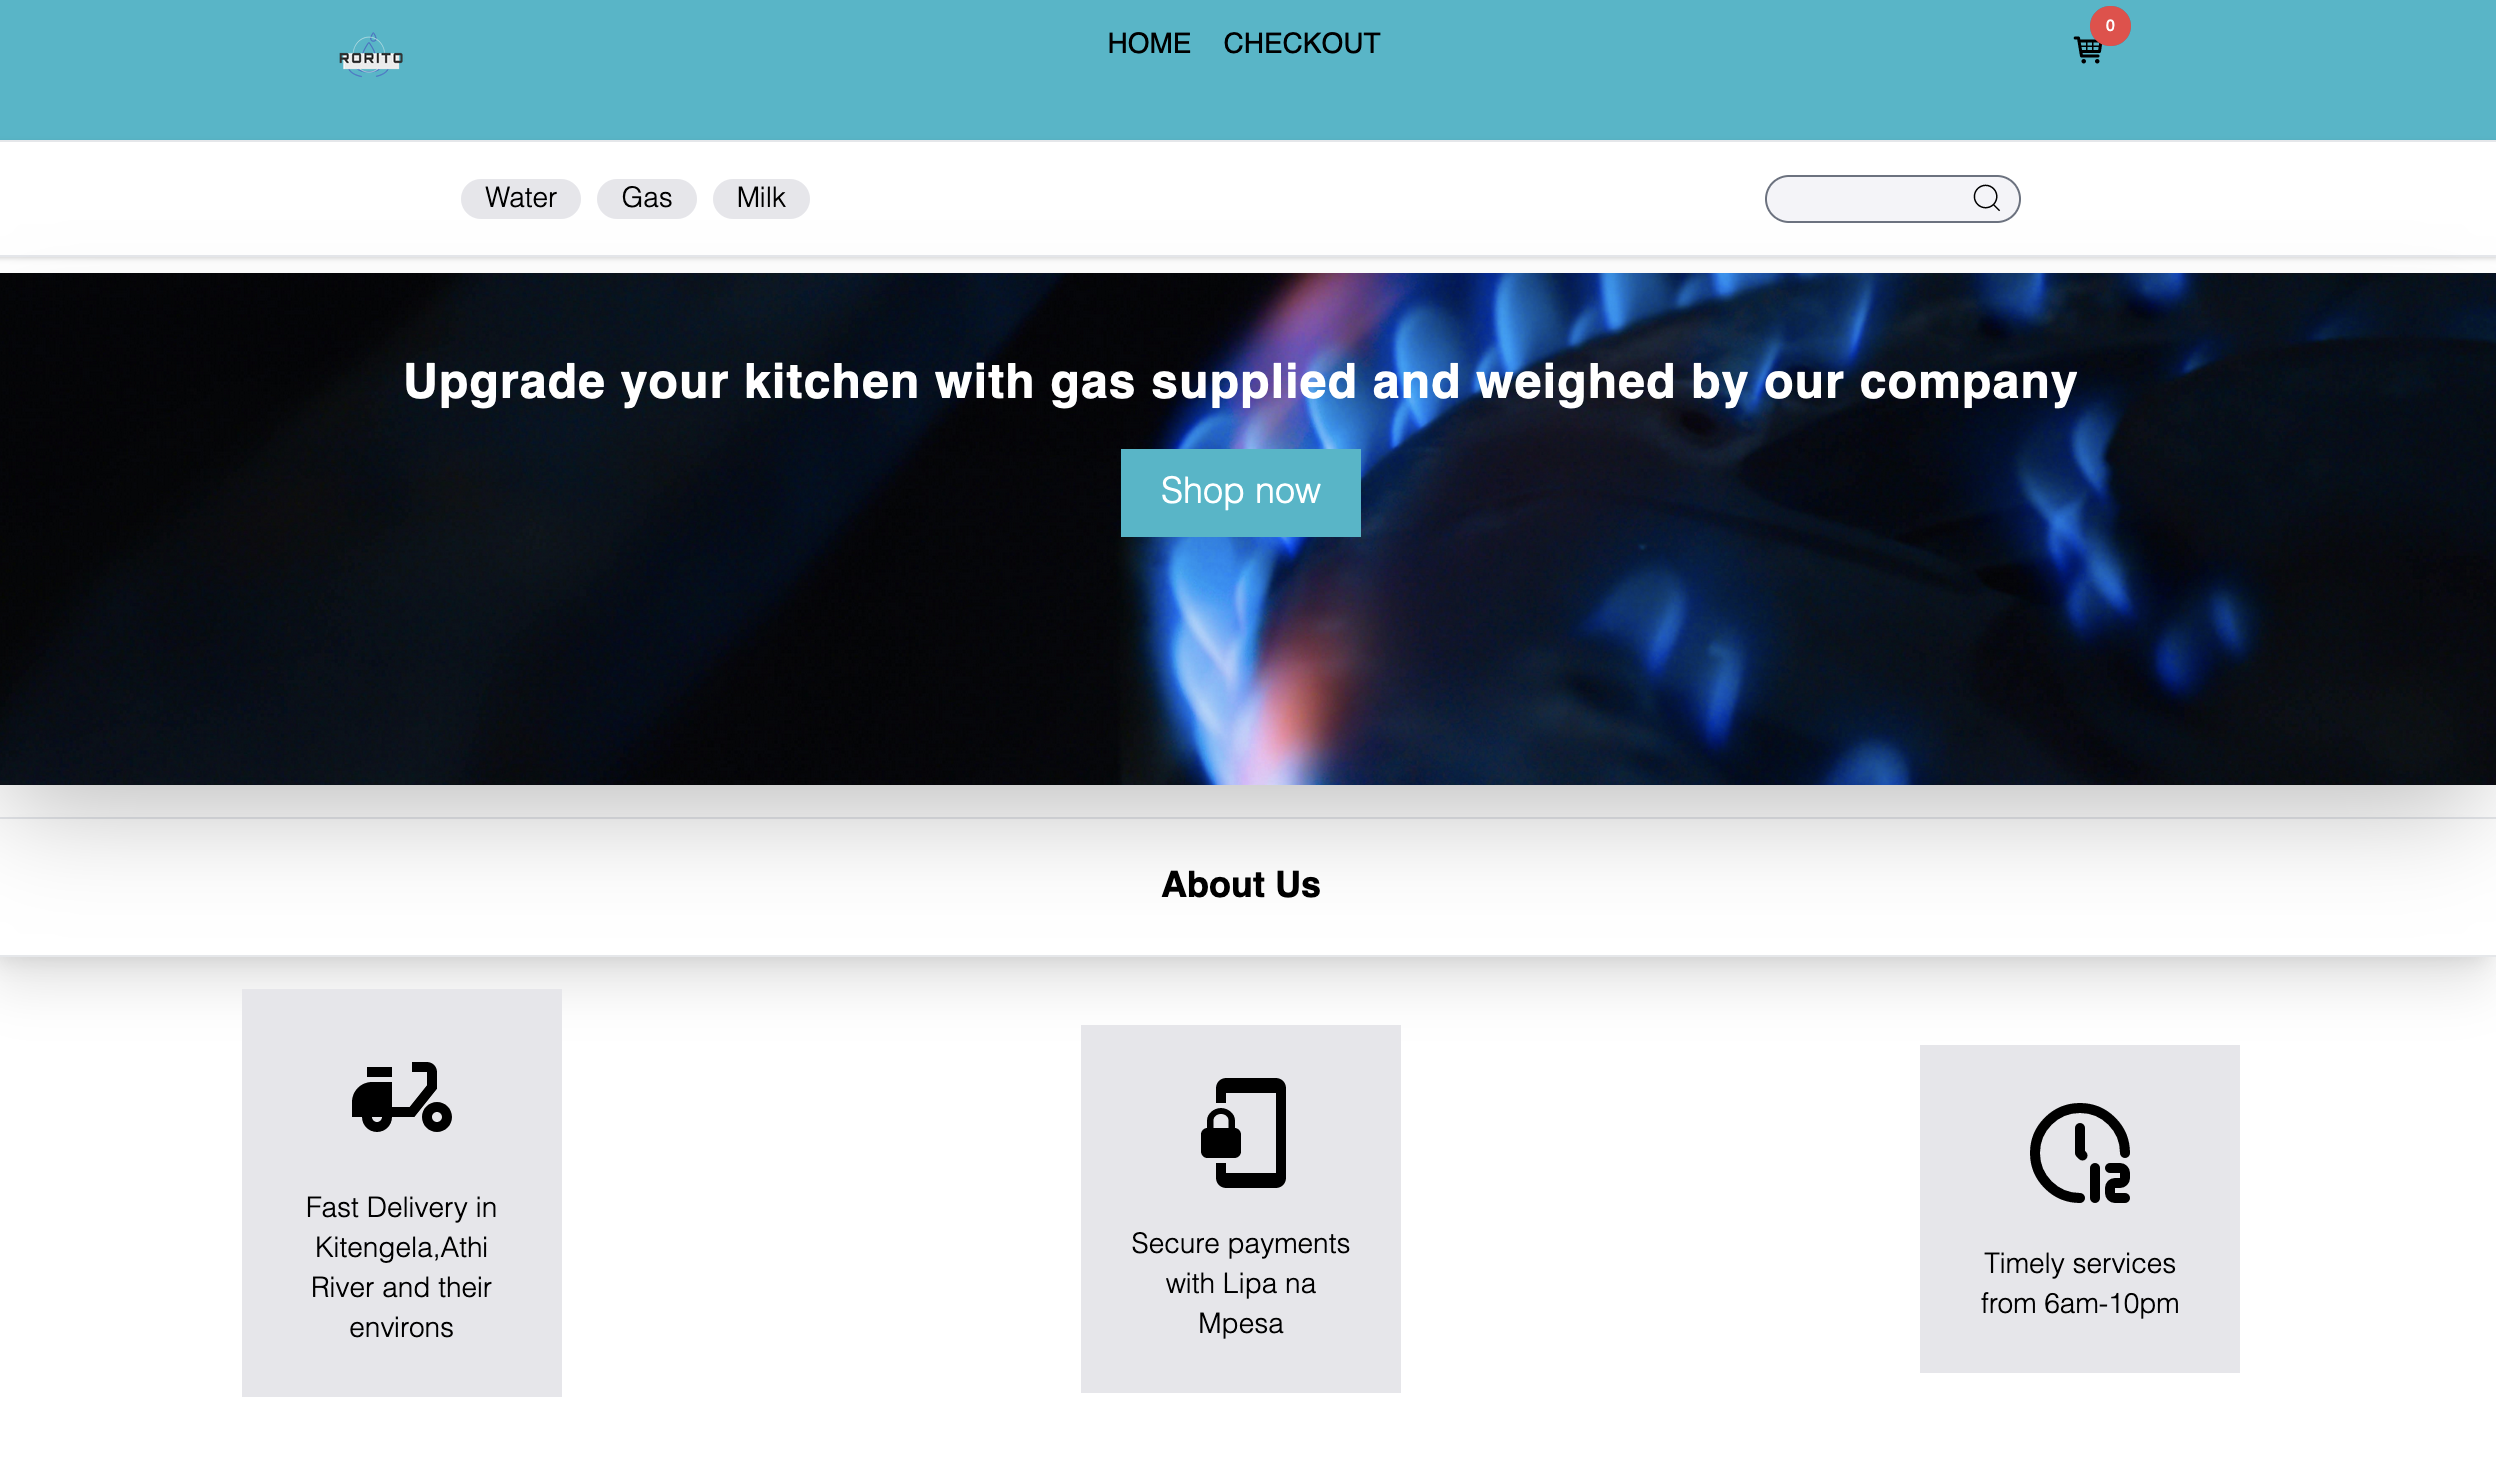 RORITO
HOME CHECKOUT
0
Water Gas Milk
Upgrade your kitchen with gas supplied and weighed by our company
Shop now
About Us
Fast Delivery in
Kitengela,Athi
River and their
environs
Secure payments
with Lipa na
Mpesa
12
Timely services
from 6am-10pm